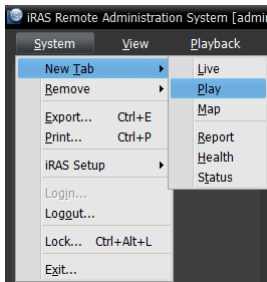 iRAS Remote Administration System [admi
System View Playback
New Tab
Remove
Export... Ctrl+E
Print... Ctrl+P
iRAS Setup
Login...
Logout...
Lock... Ctrl+Alt+L
Exit...
Live
Play
Map
Report
Health
Status